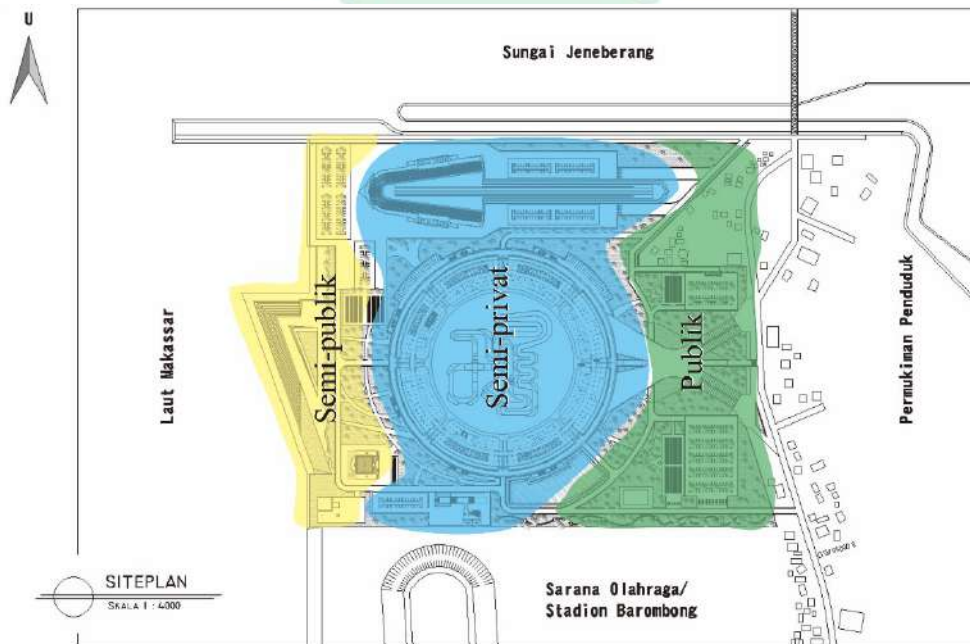 U
Sungai Jeneberang
Laut Makassar
Semi-publik
Semi-privat
Publik
Permukiman Penduduk
Sarana Olahraga/
Stadion Barombong
SITEPLAN
SKALA 1 : 4000